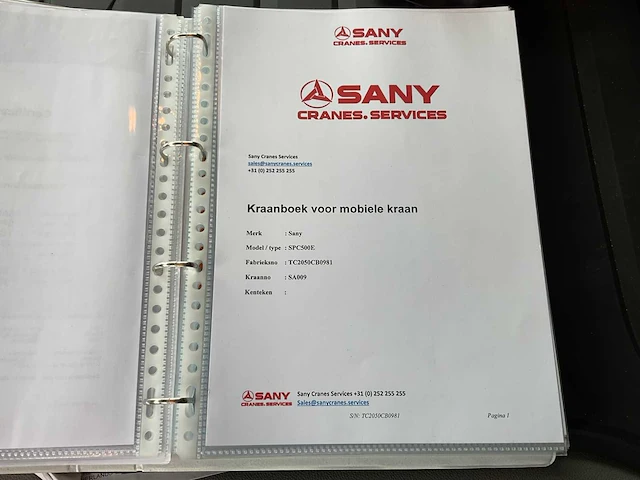 SANY
CRANES. SERVICES
SANY
CRANES. SERVICES
Sany Cranes Services
sales@sanycranes.services
+31 (0) 252 255 255
Kraanboek voor mobiele kraan
Merk : Sany
Model / type : SPC500E
Fabrieksno : TC2050CB0981
Kraanno : SA009
Kenteken :
SANY
CRANES. SERVICES
Sany Cranes Services +31 (0) 252 255 255
Sales@sanycranes.services
S/N: TC2050CB0981 Pagina 1